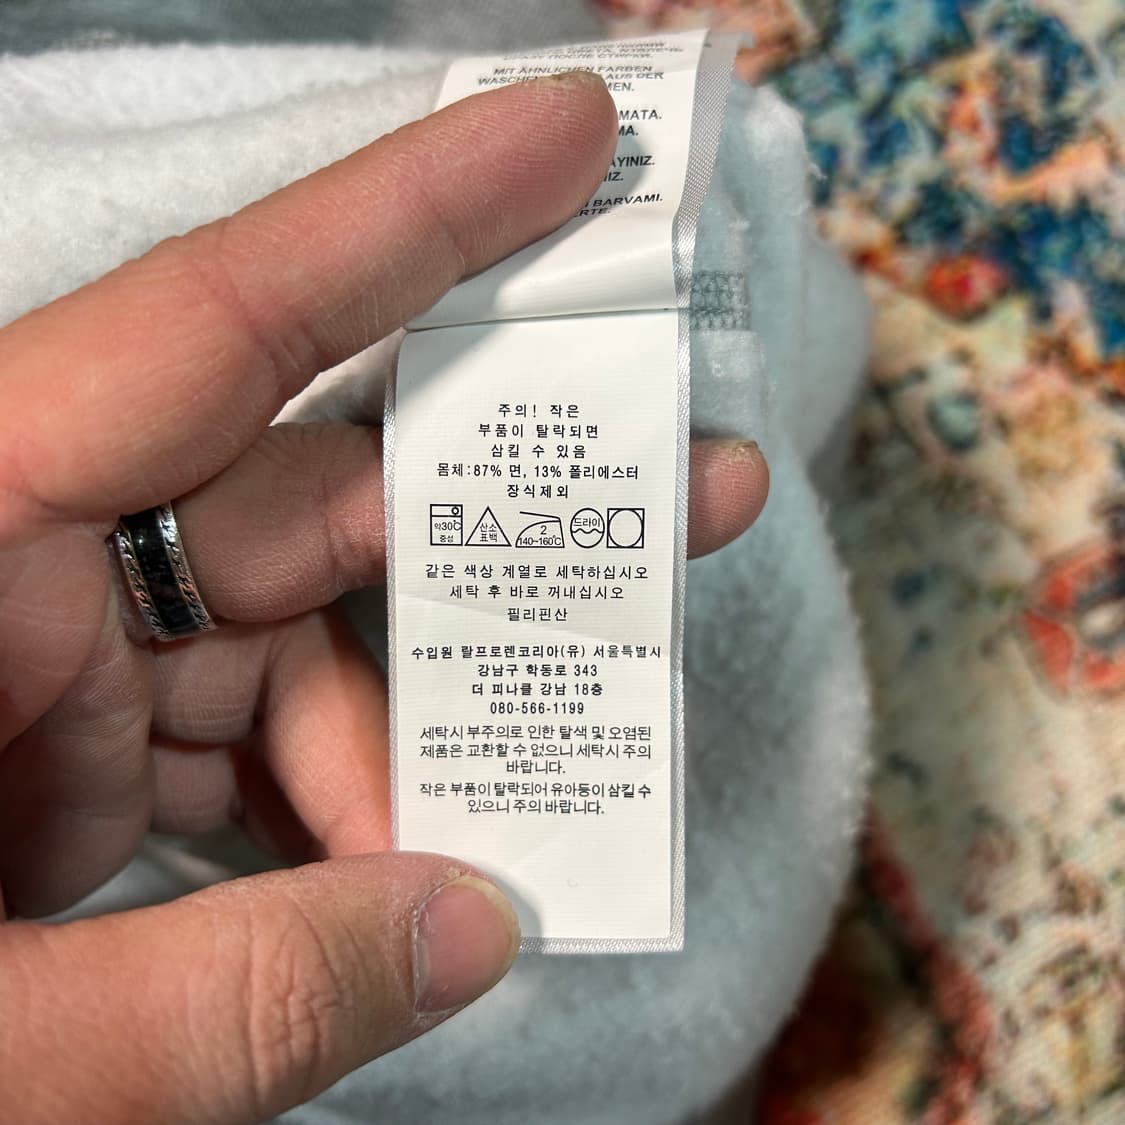 MIT ÄHNLICHEN FARBEN
WASCHEN AUS DER
AYINIZ.
BARVAMI.
주의! 작은
부품이 탈락되면
삼킬 수 있음
몸체:87% 면, 13% 폴리에스터
장식제외
약30℃
중성
산소
표백
2
140~160℃
드라이
같은 색상 계열로 세탁하십시오
세탁 후 바로 꺼내십시오
필리핀산
수입원 랄프로렌코리아(유) 서울특별시
강남구 학동로 343
더 피나클 강남 18층
080-566-1199
세탁시 부주의로 인한 탈색 및 오염된
제품은 교환할 수 없으니 세탁시 주의
바랍니다.
작은 부품이 탈락되어 유아등이 삼킬 수
있으니 주의 바랍니다.